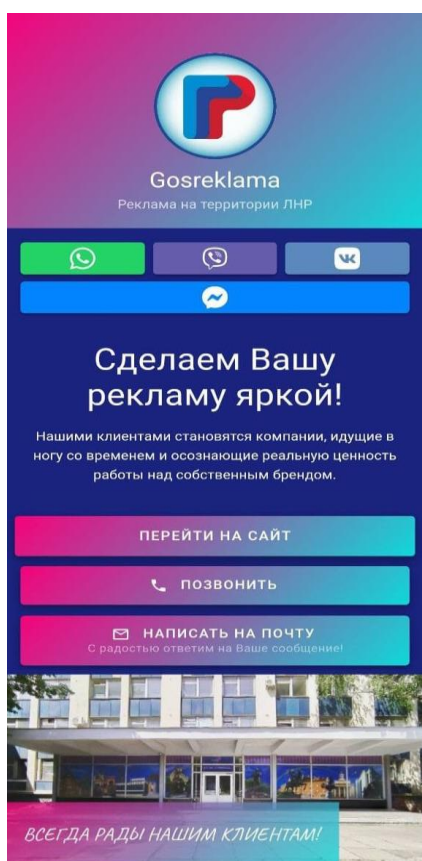 Gosreklama
Реклама на территории ЛНР
Сделаем Вашу
рекламу яркой!
Нашими клиентами становятся компании, идущие в
ногу со временем и осознающие реальную ценность
работы над собственным брендом.
ПЕРЕЙТИ НА САЙТ
ПОЗВОНИТЬ
НАПИСАТЬ НА ПОЧТУ
С радостью ответим на Ваше сообщение!
ВСЕГДА РАДЫ НАШИМ КЛИЕНТАМ!